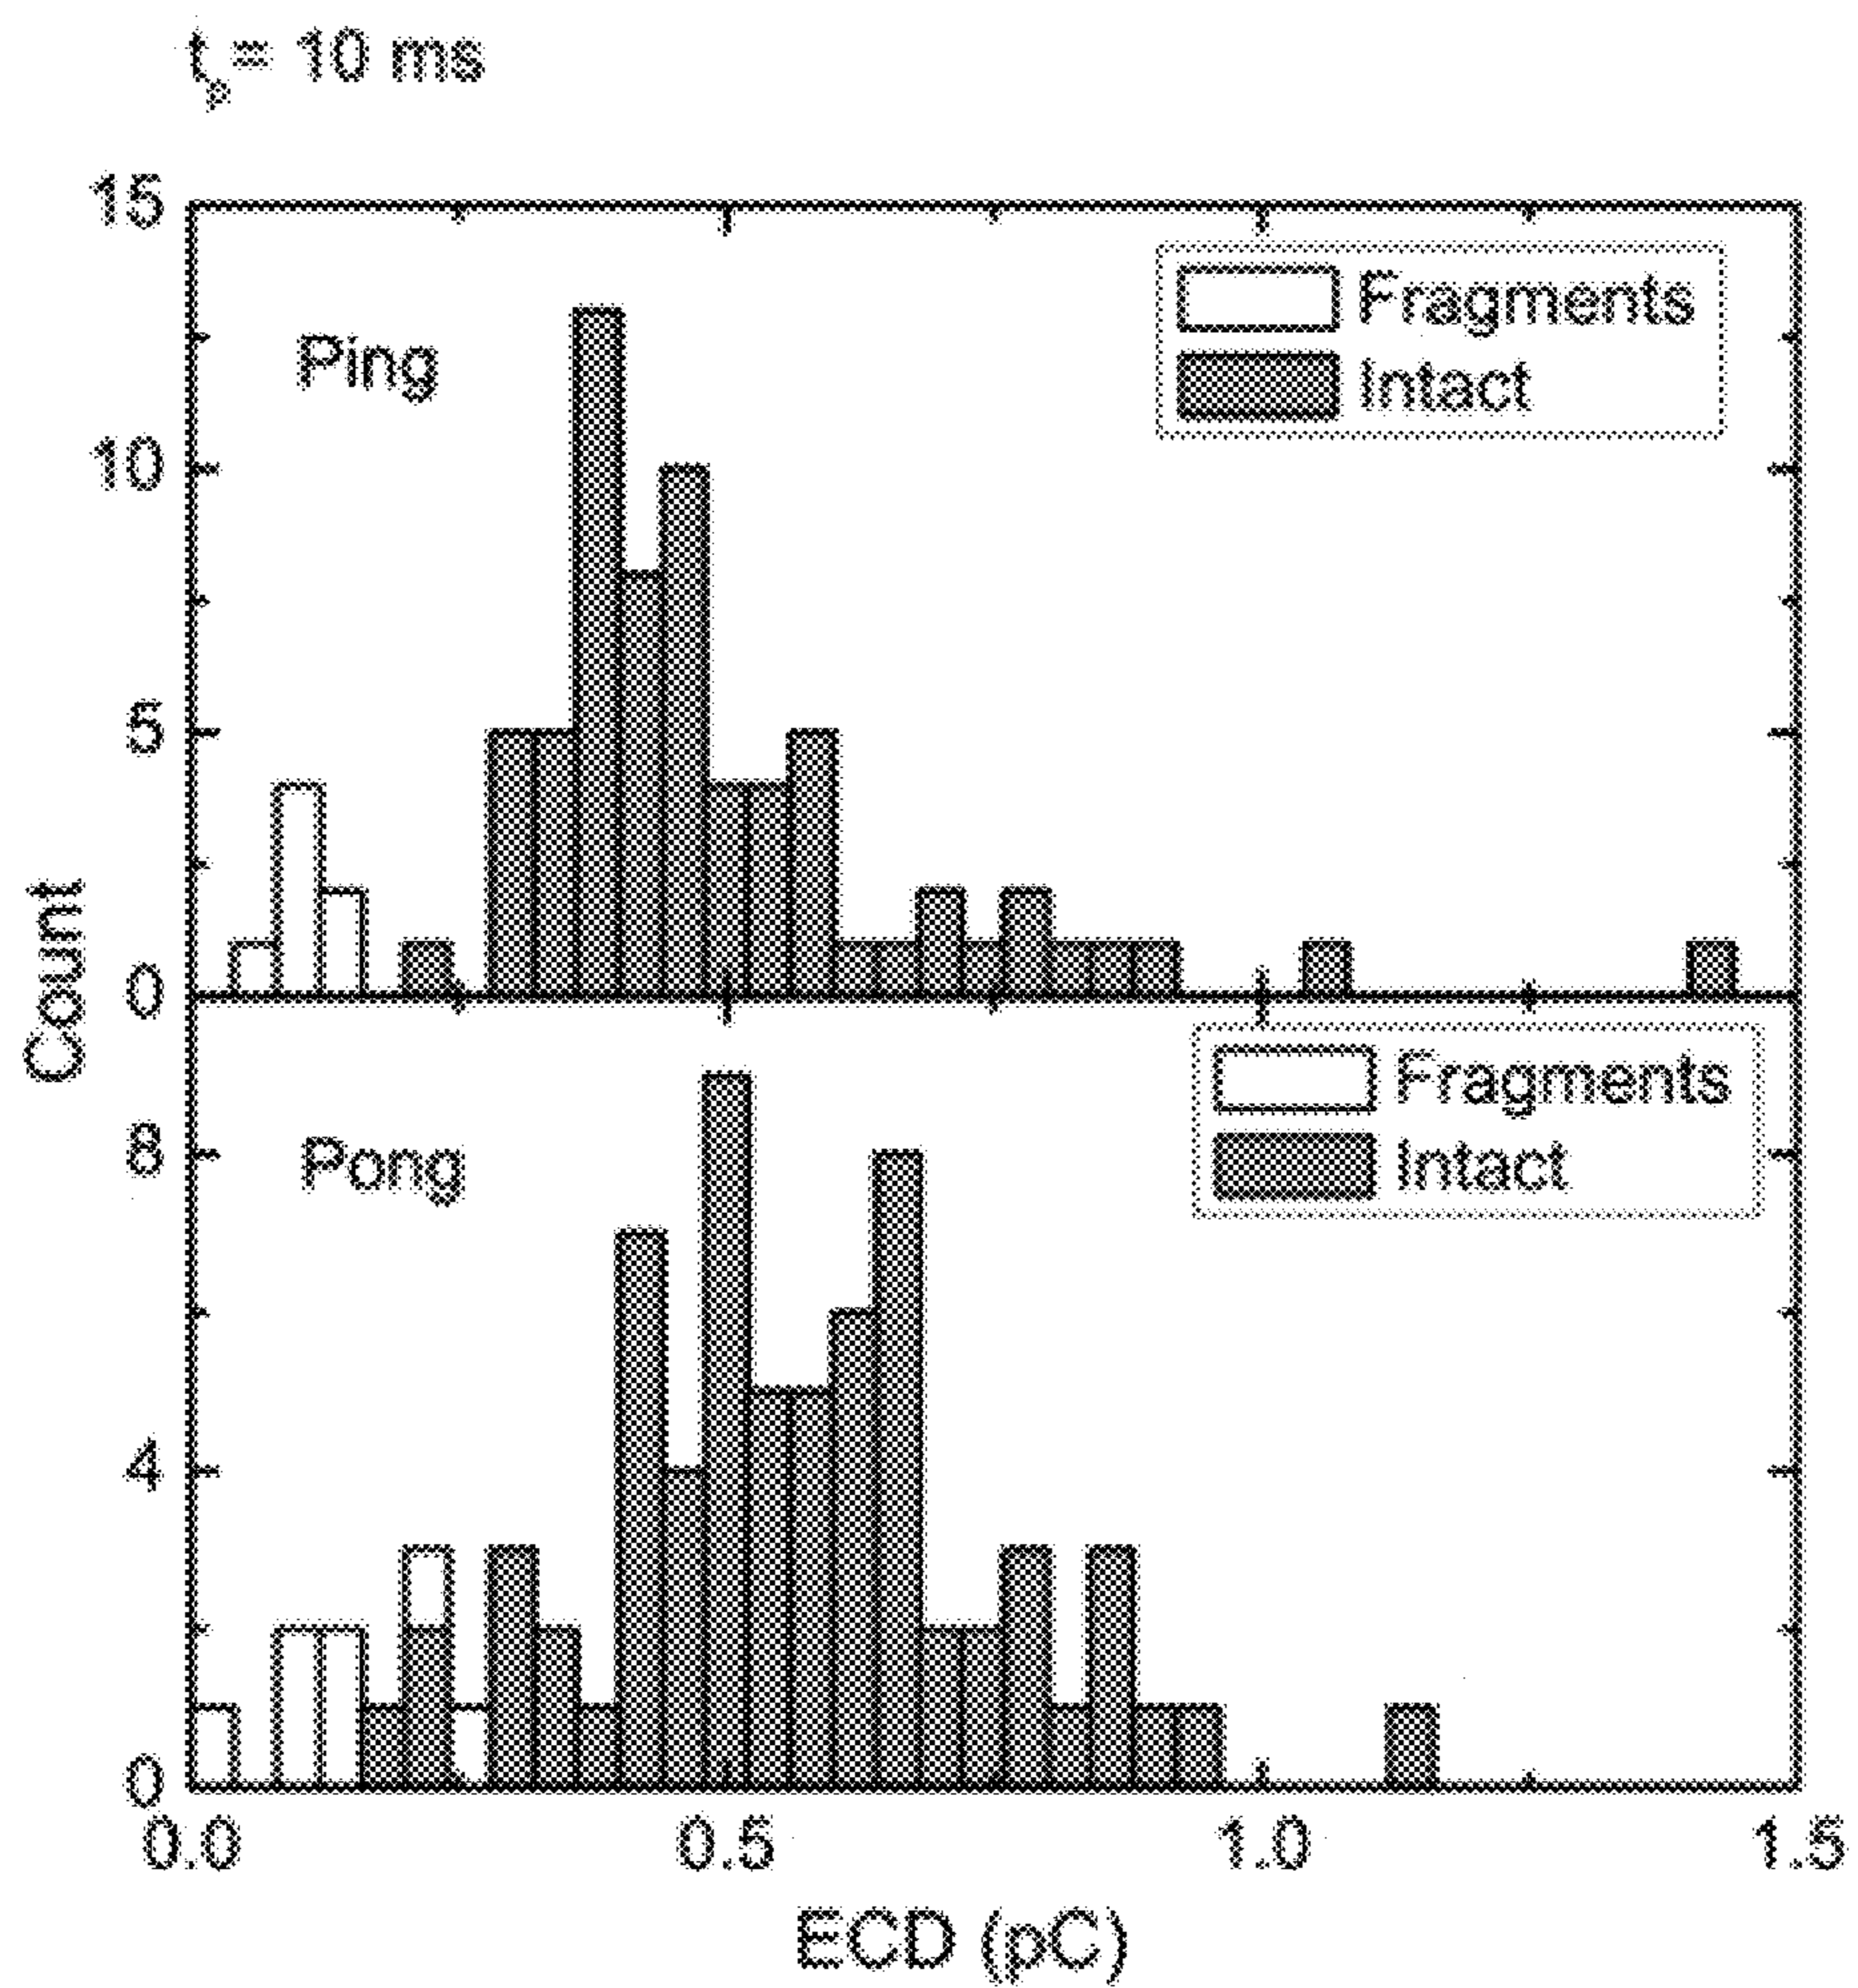 tp= 10 ms
15
Fragments
Intact
Ping
10
5
0
Count
Fragments
Intact
Pong
8
4
0
0.0 0.5 1.0 1.5
ECD (pC)